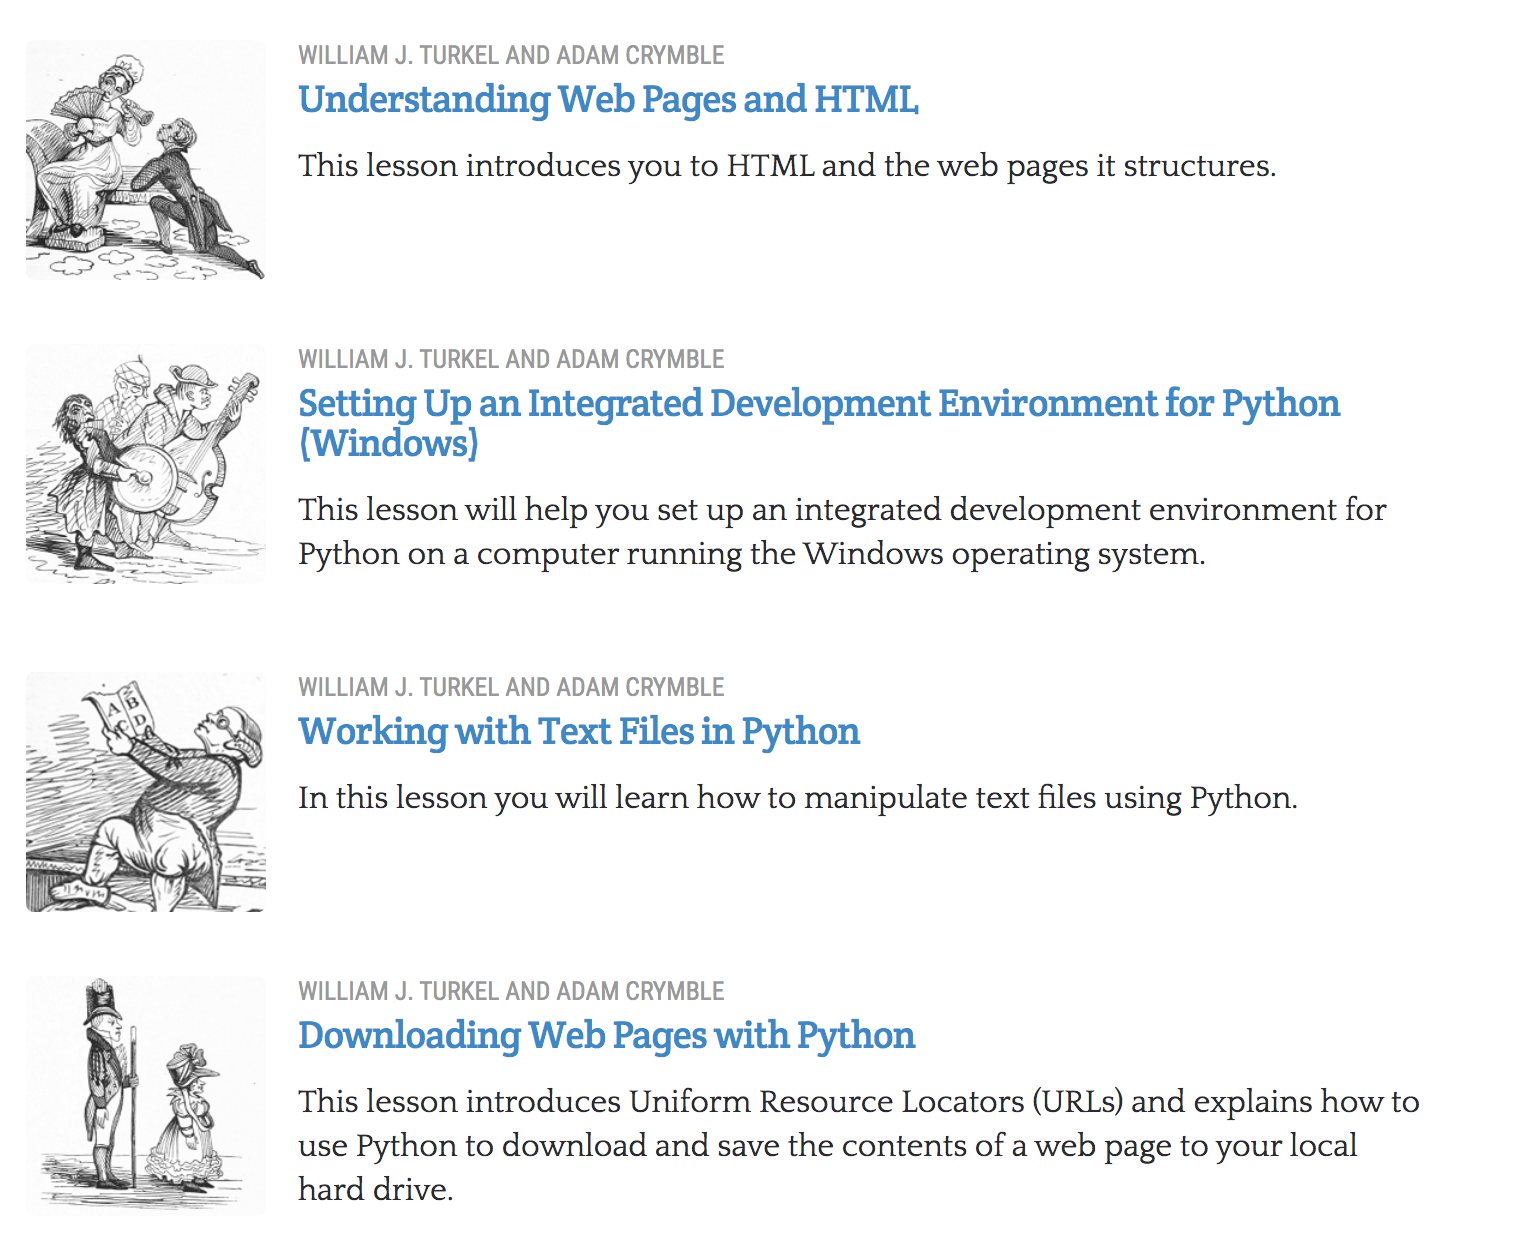 WILLIAM J. TURKEL AND ADAM CRYMBLE
Understanding Web Pages and HTML
This lesson introduces you to HTML and the web pages it structures.
WILLIAM J. TURKEL AND ADAM CRYMBLE
Setting Up an Integrated Development Environment for Python
(Windows)
This lesson will help you set up an integrated development environment for
Python on a computer running the Windows operating system.
A B
C D
WILLIAM J. TURKEL AND ADAM CRYMBLE
Working with Text Files in Python
In this lesson you will learn how to manipulate text files using Python.
WILLIAM J. TURKEL AND ADAM CRYMBLE
Downloading Web Pages with Python
This lesson introduces Uniform Resource Locators (URLs) and explains how to
use Python to download and save the contents of a web page to your local
hard drive.